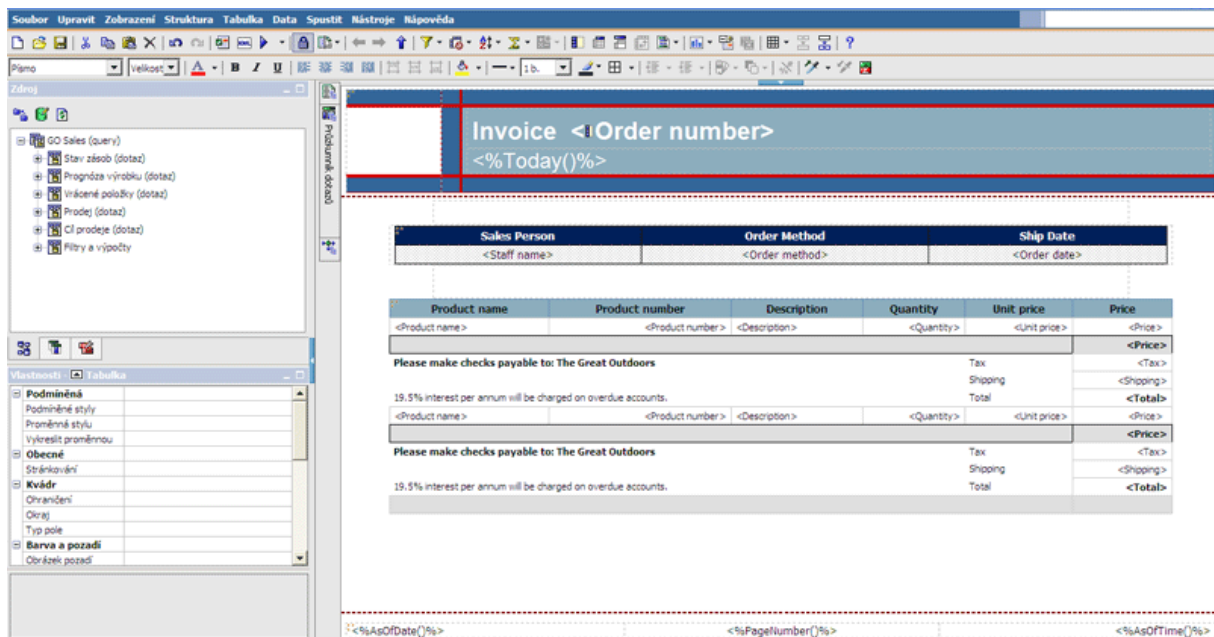 Soubor Upravit Zobrazení Struktura Tabulka Data Spustit Nástroje Nápověda
Písmo Velikost A B I U 1b.
Zdroj
GO Sales (query)
Stav zásob (dotaz)
Prognóza výrobku (dotaz)
Vrácené položky (dotaz)
Prodej (dotaz)
Cíl prodeje (dotaz)
Filtry a výpočty
Průzkumník dotazů
Vlastnosti - Tabulka
Podmíněná
Podmíněné styly
Proměnná stylu
Vykreslit proměnnou
Obecné
Stránkování
Kvádr
Ohraničení
Okraj
Typ pole
Barva a pozadí
Obrázek pozadí
Invoice <Order number>
<%Today()%>
Sales Person Order Method Ship Date
<Staff name> <Order method> <Order date>
Product name Product number Description Quantity Unit price Price
<Product name> <Product number> <Description> <Quantity> <Unit price> <Price>
<Price>
Please make checks payable to: The Great Outdoors Tax <Tax>
Shipping <Shipping>
19.5% interest per annum will be charged on overdue accounts. Total <Total>
<Product name> <Product number> <Description> <Quantity> <Unit price> <Price>
<Price>
Please make checks payable to: The Great Outdoors Tax <Tax>
Shipping <Shipping>
19.5% interest per annum will be charged on overdue accounts. Total <Total>
<%AsOfDate()%> <%PageNumber()%> <%AsOfTime()%>